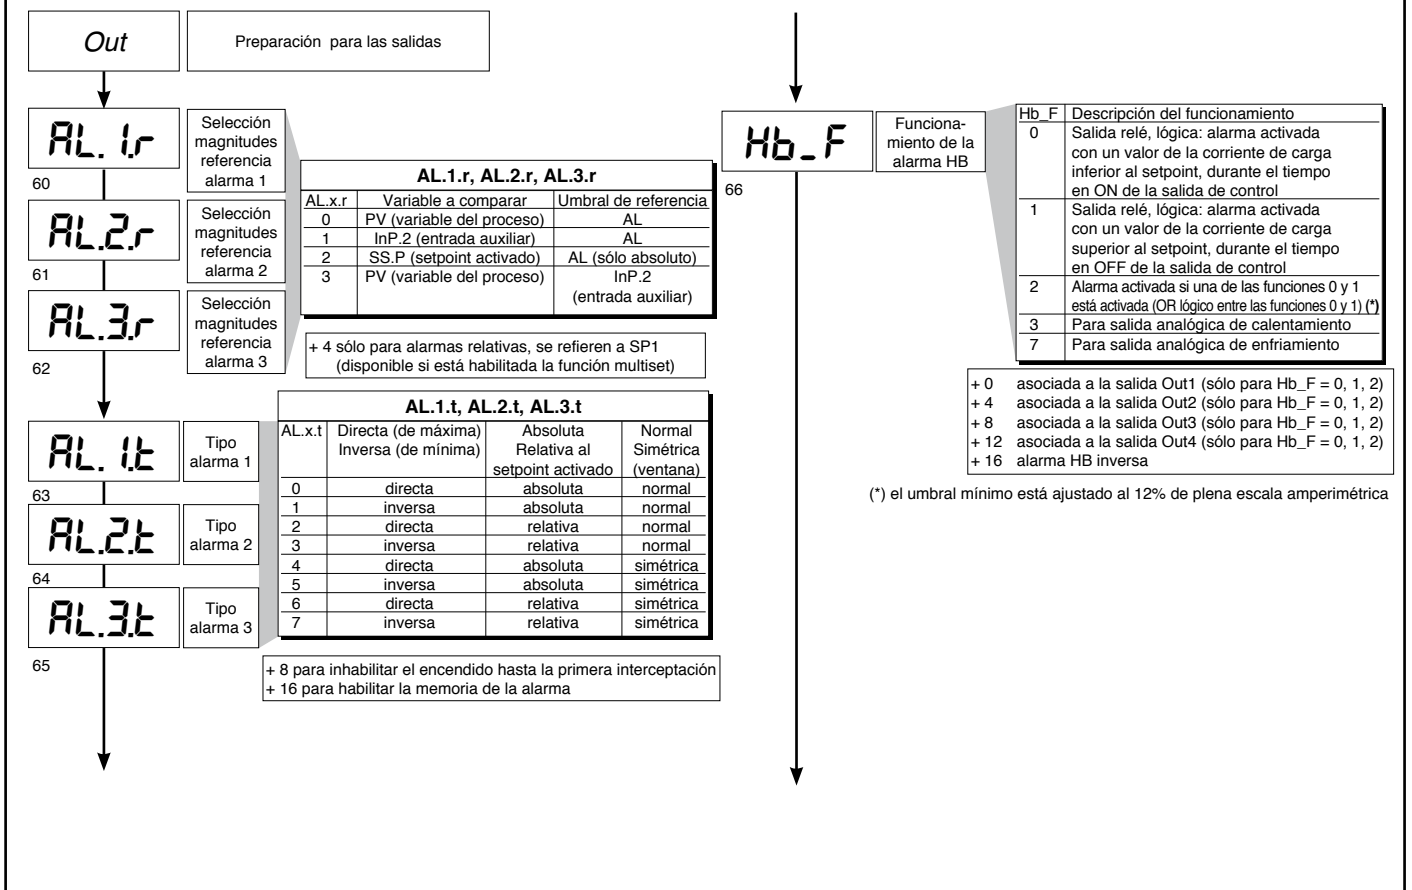 Out
Preparación para las salidas
AL.1.r
60
Selección
magnitudes
referencia
alarma 1
AL.2.r
61
Selección
magnitudes
referencia
alarma 2
AL.3.r
62
Selección
magnitudes
referencia
alarma 3
AL.1.r, AL.2.r, AL.3.r
AL.x.r Variable a comparar Umbral de referencia
0 PV (variable del proceso) AL
1 InP.2 (entrada auxiliar) AL
2 SS.P (setpoint activado) AL (sólo absoluto)
3 PV (variable del proceso) InP.2
(entrada auxiliar)
+ 4 sólo para alarmas relativas, se refieren a SP1
(disponible si está habilitada la función multiset)
AL.1.t
63
Tipo
alarma 1
AL.2.t
64
Tipo
alarma 2
AL.3.t
65
Tipo
alarma 3
AL.1.t, AL.2.t, AL.3.t
AL.x.t Directa (de máxima) Absoluta Normal
Inversa (de mínima) Relativa al Simétrica
setpoint activado (ventana)
0 directa absoluta normal
1 inversa absoluta normal
2 directa relativa normal
3 inversa relativa normal
4 directa absoluta simétrica
5 inversa absoluta simétrica
6 directa relativa simétrica
7 inversa relativa simétrica
+ 8 para inhabilitar el encendido hasta la primera interceptación
+ 16 para habilitar la memoria de la alarma
Hb_F
66
Funciona-
miento de la
alarma HB
Hb_F Descripción del funcionamiento
0 Salida relé, lógica: alarma activada
con un valor de la corriente de carga
inferior al setpoint, durante el tiempo
en ON de la salida de control
1 Salida relé, lógica: alarma activada
con un valor de la corriente de carga
superior al setpoint, durante el tiempo
en OFF de la salida de control
2 Alarma activada si una de las funciones 0 y 1
está activada (OR lógico entre las funciones 0 y 1) (*)
3 Para salida analógica de calentamiento
7 Para salida analógica de enfriamiento
+ 0 asociada a la salida Out1 (sólo para Hb_F = 0, 1, 2)
+ 4 asociada a la salida Out2 (sólo para Hb_F = 0, 1, 2)
+ 8 asociada a la salida Out3 (sólo para Hb_F = 0, 1, 2)
+ 12 asociada a la salida Out4 (sólo para Hb_F = 0, 1, 2)
+ 16 alarma HB inversa
(*) el umbral mínimo está ajustado al 12% de plena escala amperimétrica